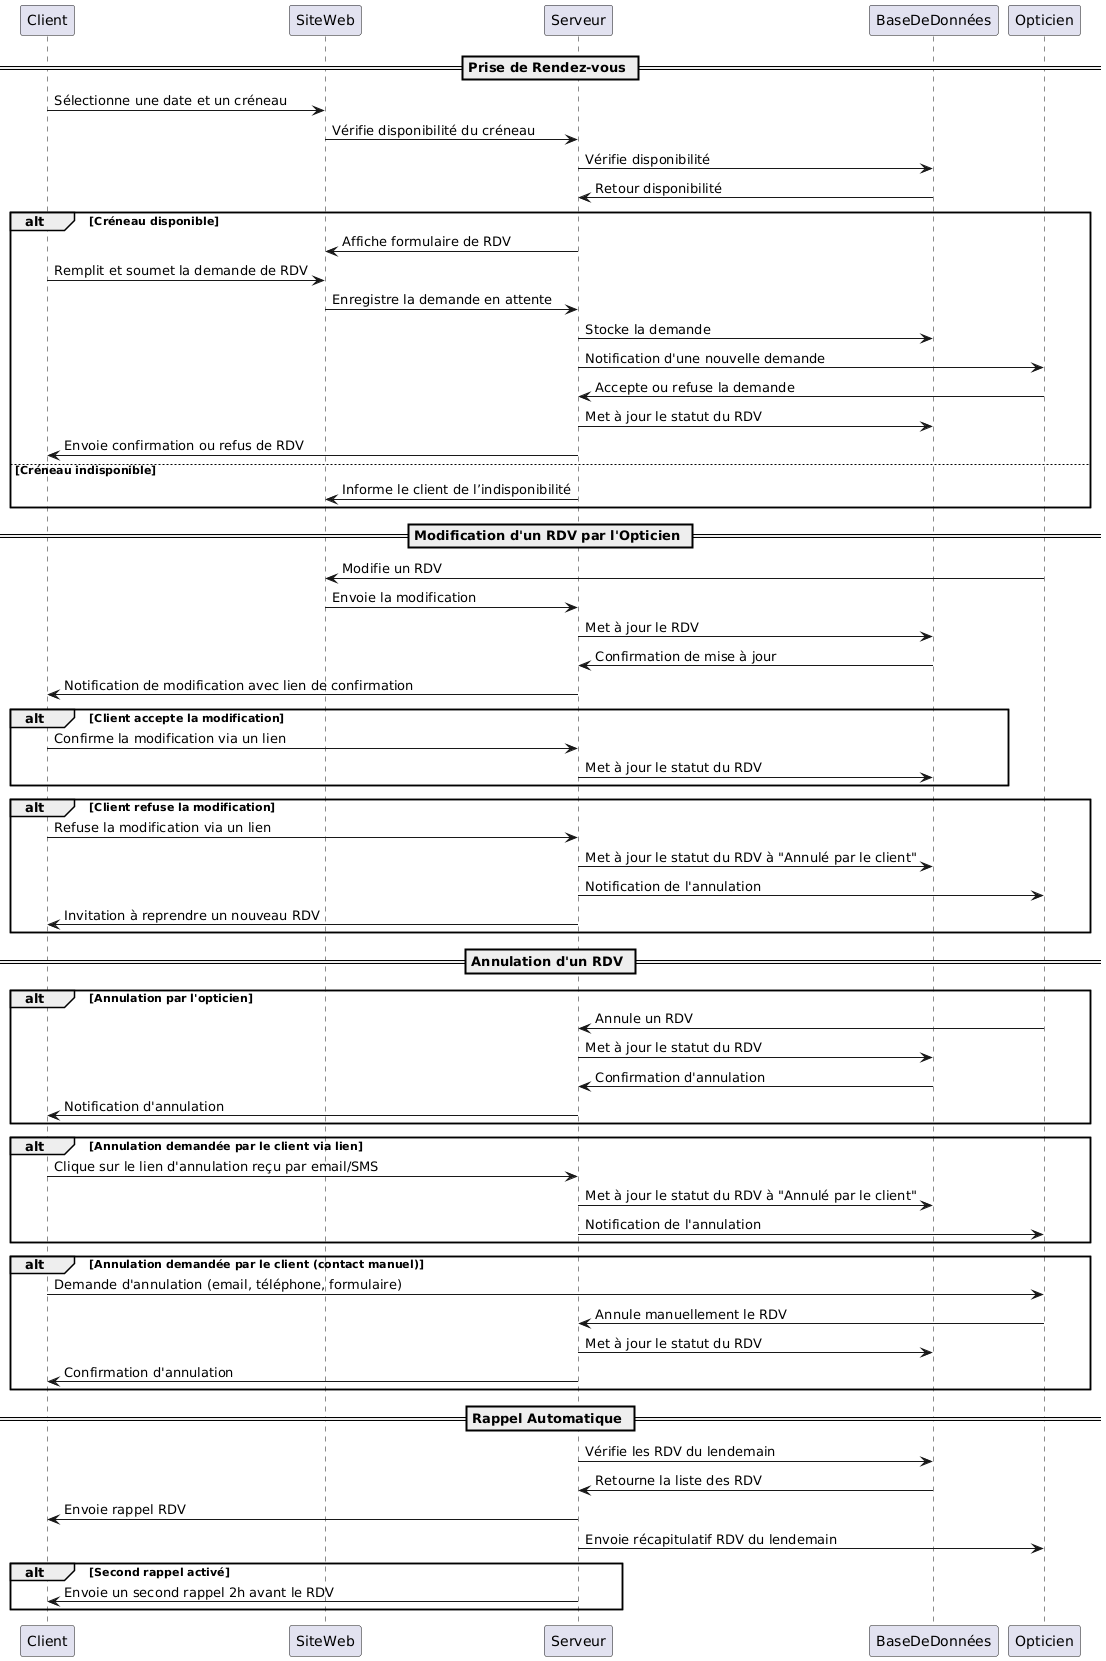 Client SiteWeb Serveur BaseDeDonnées Opticien
Prise de Rendez-vous
Sélectionne une date et un créneau
Vérifie disponibilité du créneau
Vérifie disponibilité
Retour disponibilité
alt [Créneau disponible]
Affiche formulaire de RDV
Remplit et soumet la demande de RDV
Enregistre la demande en attente
Stocke la demande
Notification d'une nouvelle demande
Accepte ou refuse la demande
Met à jour le statut du RDV
Envoie confirmation ou refus de RDV
[Créneau indisponible]
Informe le client de l’indisponibilité
Modification d'un RDV par l'Opticien
Modifie un RDV
Envoie la modification
Met à jour le RDV
Confirmation de mise à jour
Notification de modification avec lien de confirmation
alt [Client accepte la modification]
Confirme la modification via un lien
Met à jour le statut du RDV
alt [Client refuse la modification]
Refuse la modification via un lien
Met à jour le statut du RDV à "Annulé par le client"
Notification de l'annulation
Invitation à reprendre un nouveau RDV
Annulation d'un RDV
alt [Annulation par l'opticien]
Annule un RDV
Met à jour le statut du RDV
Confirmation d'annulation
Notification d'annulation
alt [Annulation demandée par le client via lien]
Clique sur le lien d'annulation reçu par email/SMS
Met à jour le statut du RDV à "Annulé par le client"
Notification de l'annulation
alt [Annulation demandée par le client (contact manuel)]
Demande d'annulation (email, téléphone, formulaire)
Annule manuellement le RDV
Met à jour le statut du RDV
Confirmation d'annulation
Rappel Automatique
Vérifie les RDV du lendemain
Retourne la liste des RDV
Envoie rappel RDV
Envoie récapitulatif RDV du lendemain
alt [Second rappel activé]
Envoie un second rappel 2h avant le RDV
Client SiteWeb Serveur BaseDeDonnées Opticien